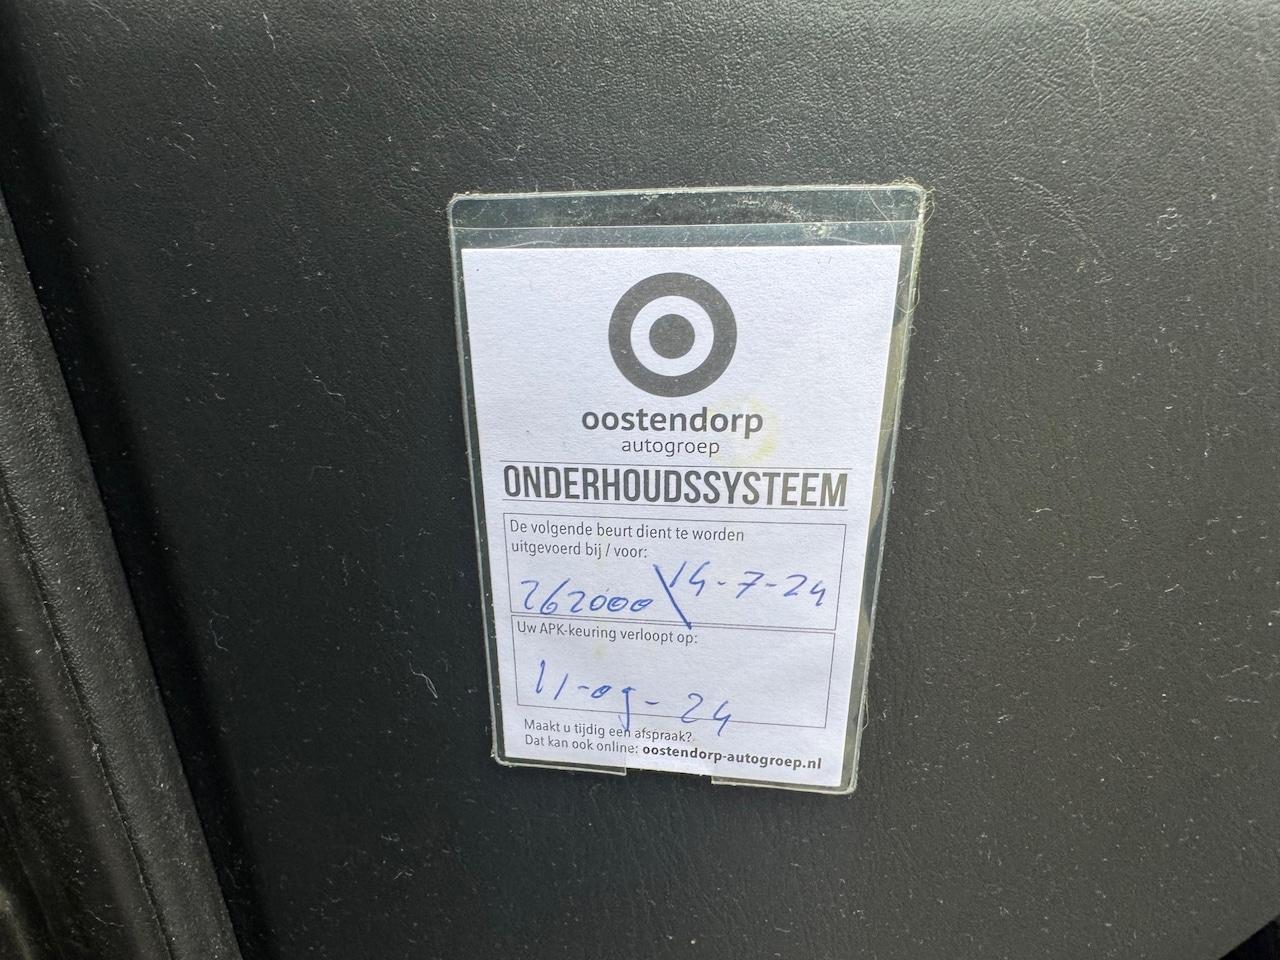 oostendorp
autogroep
ONDERHOUDSSYSTEEM
De volgende beurt dient te worden
uitgevoerd bij / voor:
262000 \ 14-7-24
Uw APK-keuring verloopt op:
11-09-24
Maakt u tijdig een afspraak?
Dat kan ook online: oostendorp-autogroep.nl